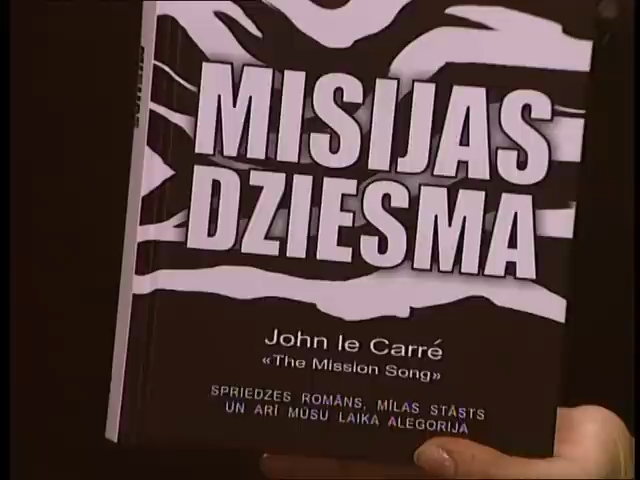 MISIJAS
DZIESMA
John le Carré
«The Mission Song»
SPRIEDZES ROMĀNS, MĪLAS STĀSTS
UN ARĪ MŪSU LAIKA ALEGORIJA